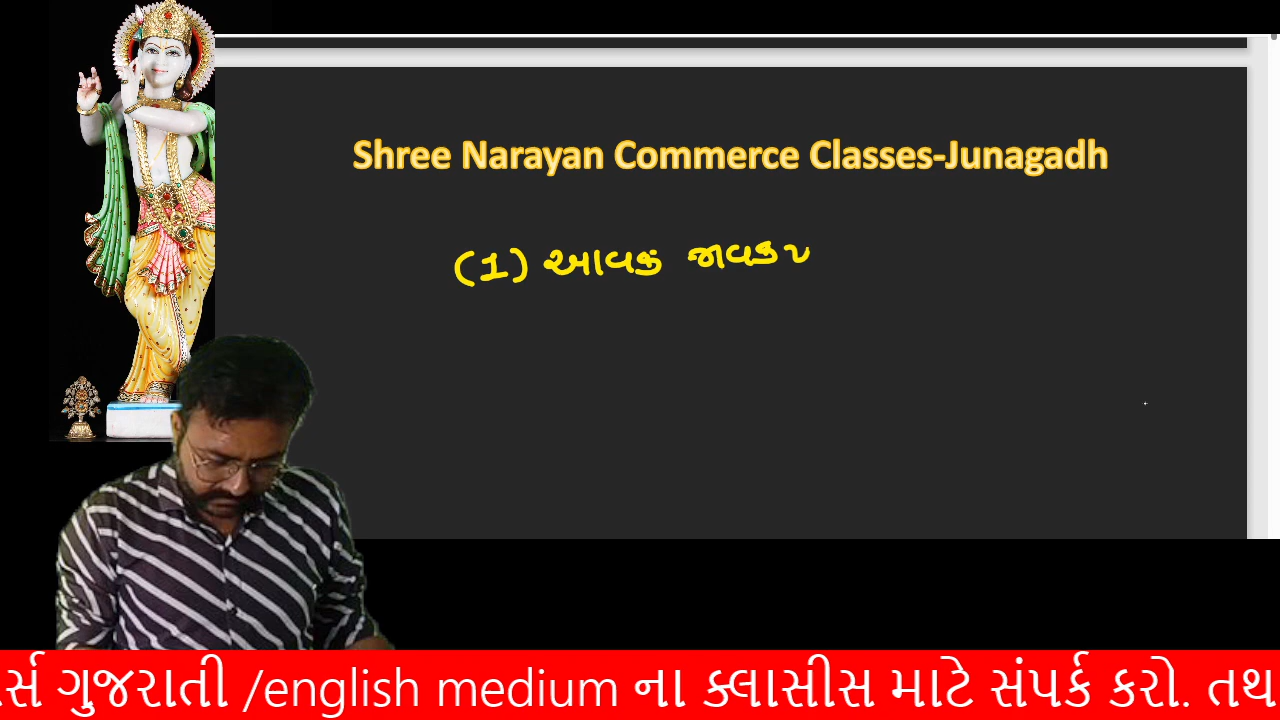 Shree Narayan Commerce Classes-Junagadh
(1) આવકું જાવક
ર્સ ગુજરાતી /english medium ના ક્લાસીસ માટે સંપર્ક કરો. તથ